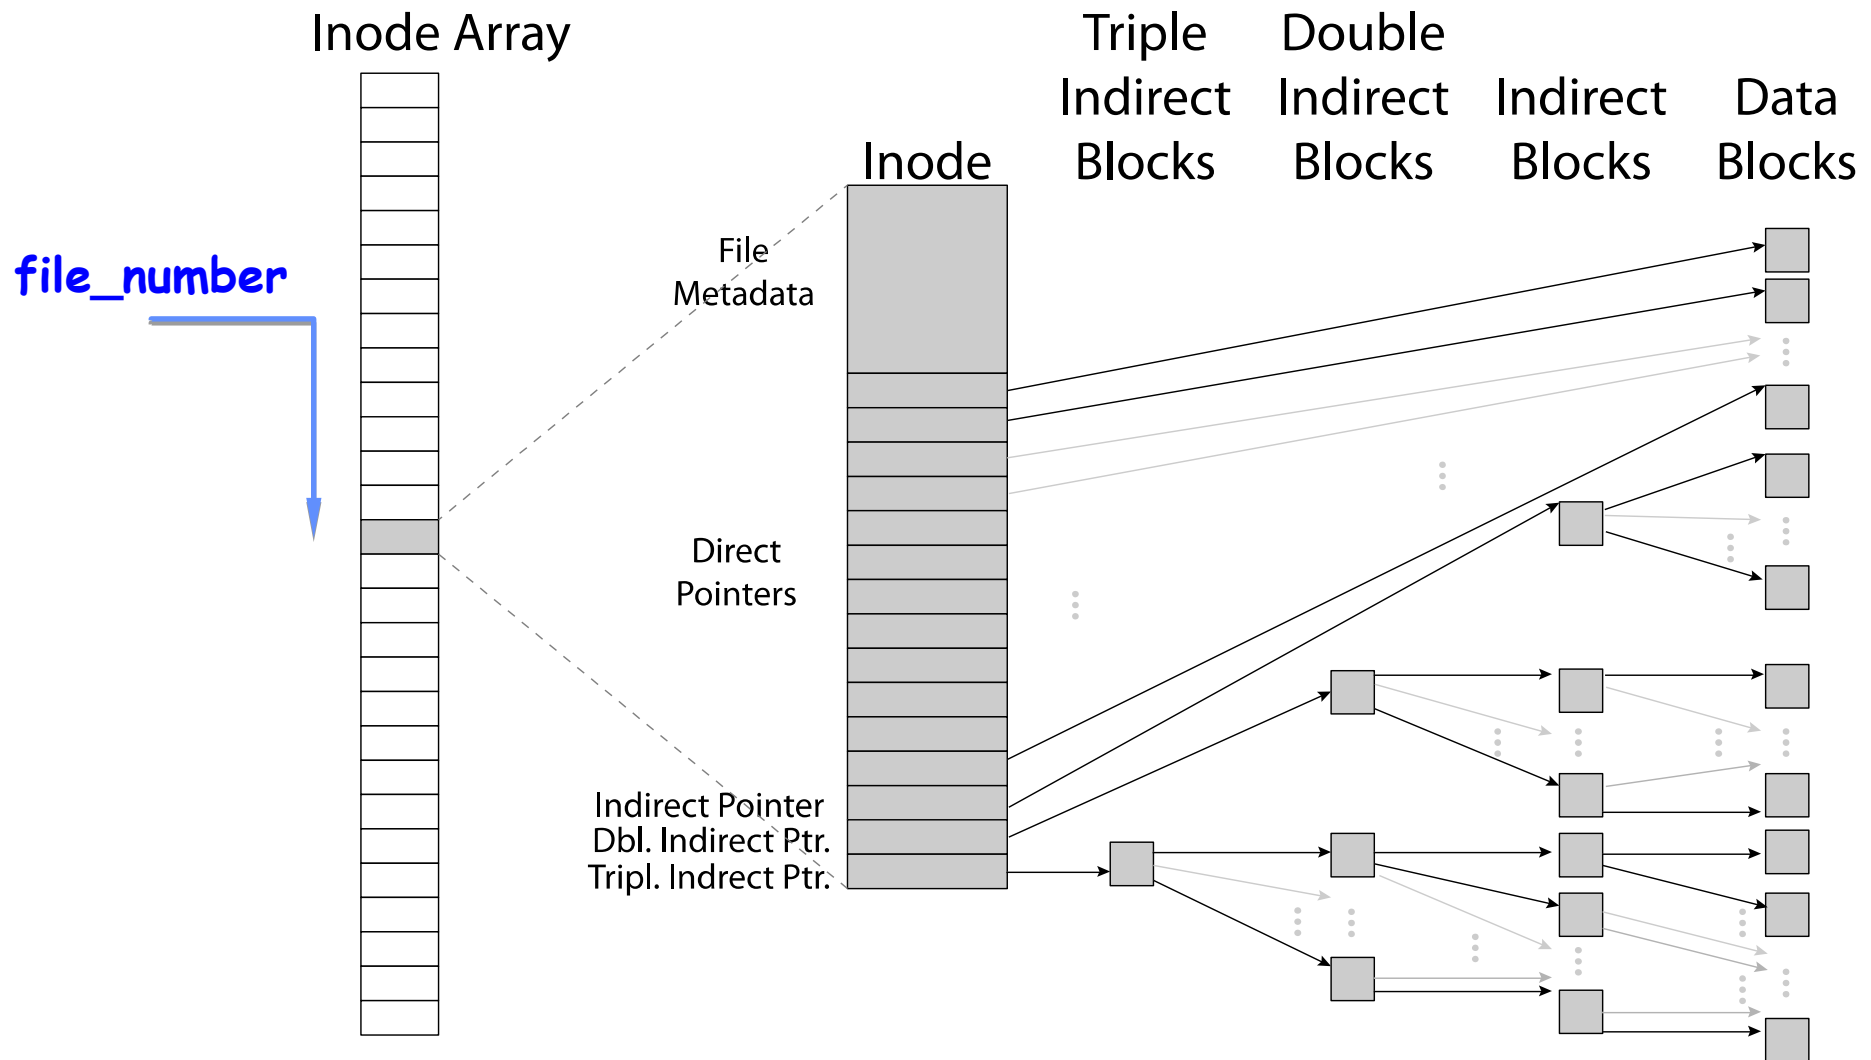 Inode Array
Triple
Indirect
Blocks
Double
Indirect
Blocks
Indirect
Blocks
Data
Blocks
Inode
file_number
File
Metadata
Direct
Pointers
Indirect Pointer
Dbl. Indirect Ptr.
Tripl. Indrect Ptr.